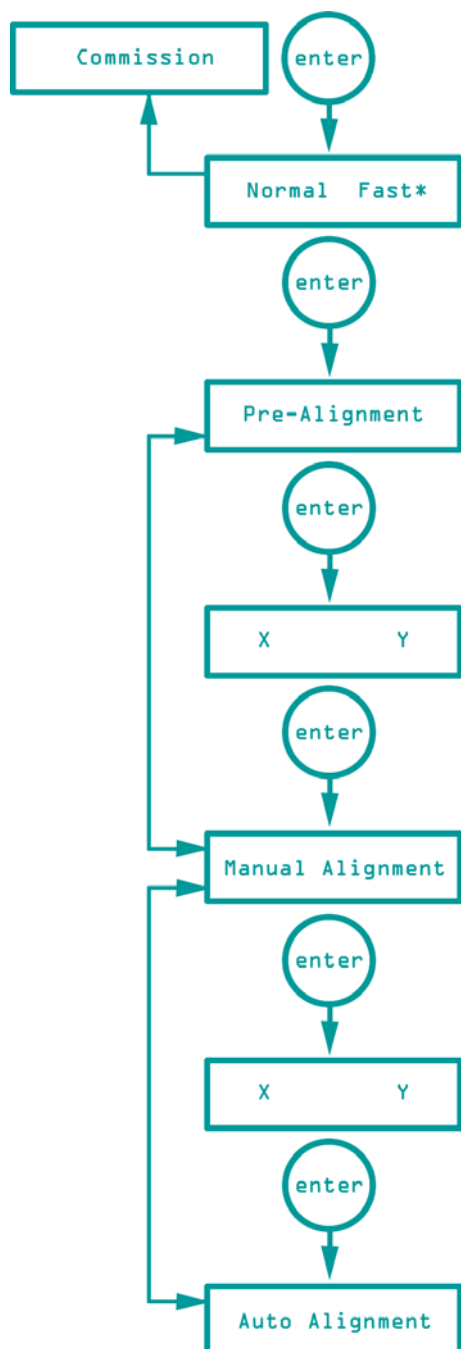 Commission
enter
Normal Fast*
enter
Pre-Alignment
enter
X Y
enter
Manual Alignment
enter
X Y
enter
Auto Alignment